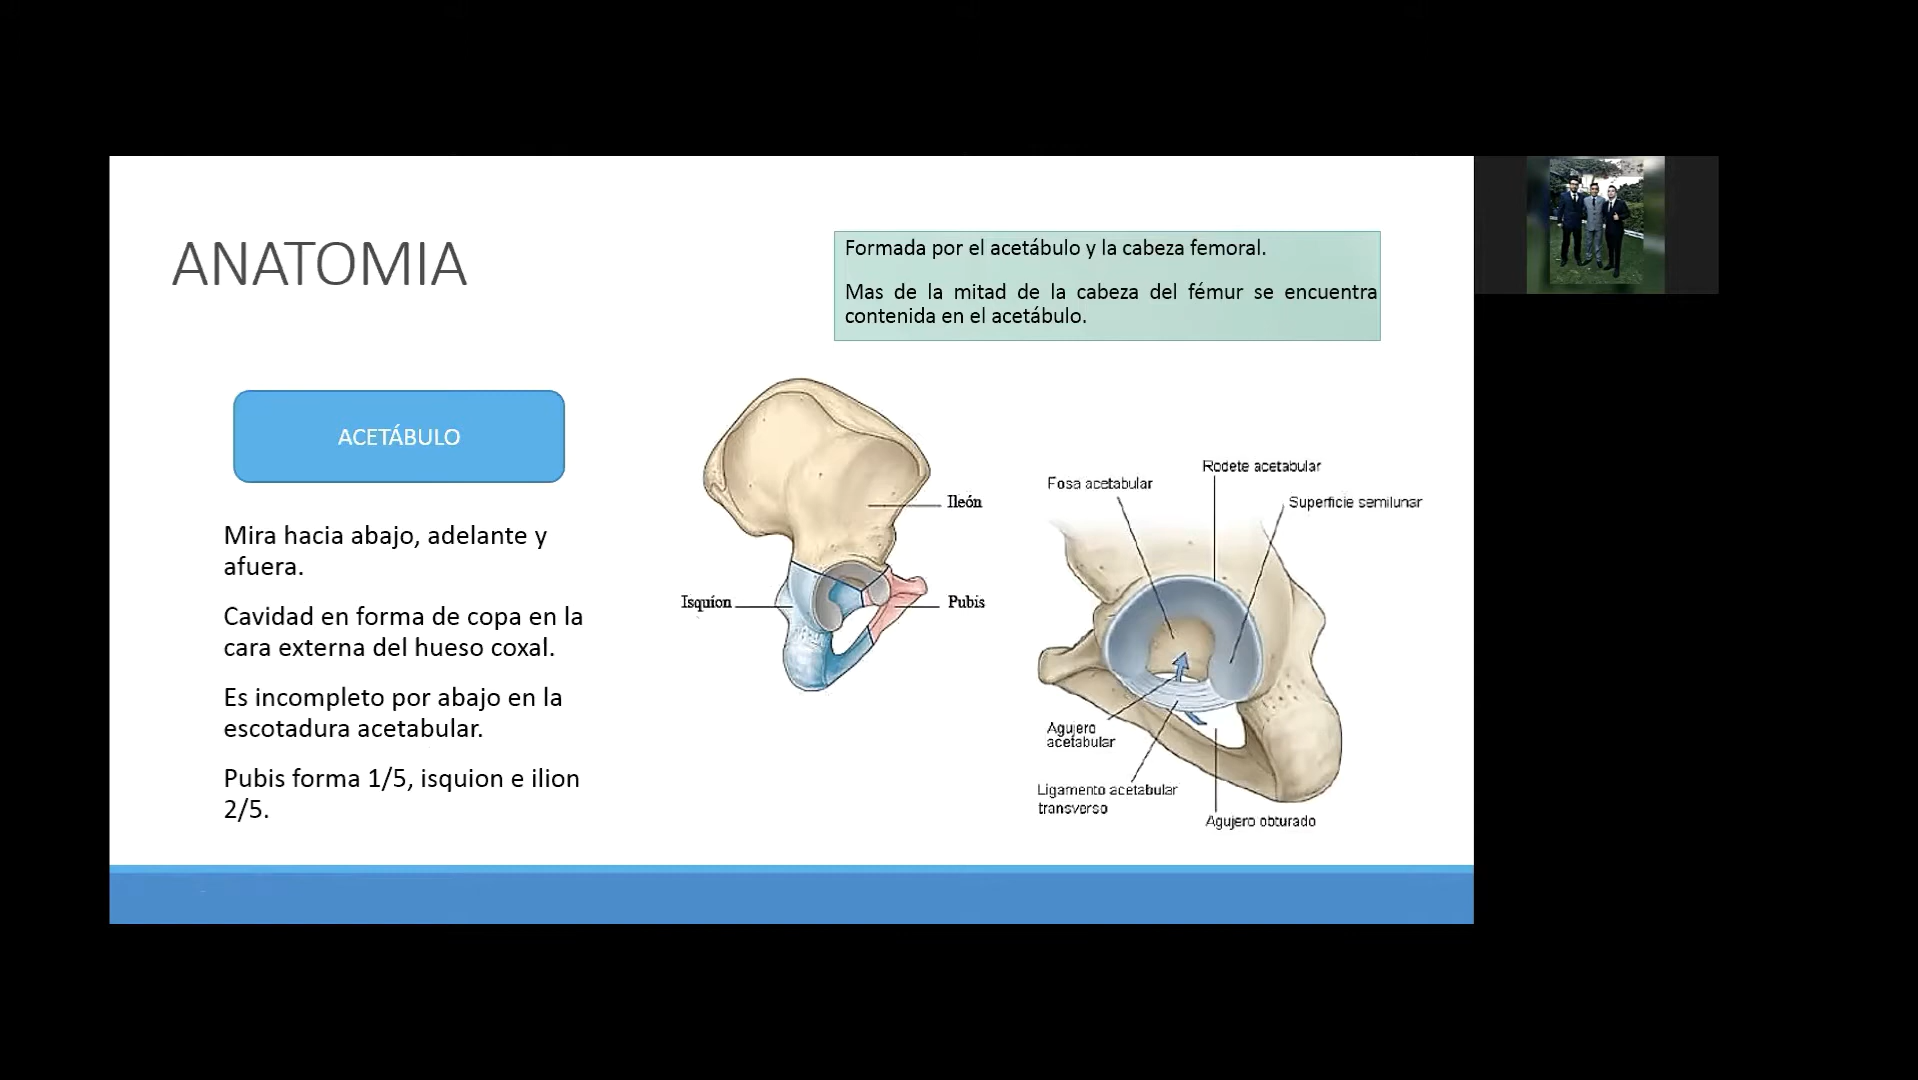 ANATOMIA
Formada por el acetábulo y la cabeza femoral.
Mas de la mitad de la cabeza del fémur se encuentra
contenida en el acetábulo.
ACETÁBULO
Mira hacia abajo, adelante y
afuera.
Cavidad en forma de copa en la
cara externa del hueso coxal.
Es incompleto por abajo en la
escotadura acetabular.
Pubis forma 1/5, isquion e ilion
2/5.
Ileón
Isquíon
Pubis
Rodete acetabular
Fosa acetabular
Superficie semilunar
Agujero
acetabular
Ligamento acetabular
transverso
Agujero obturado